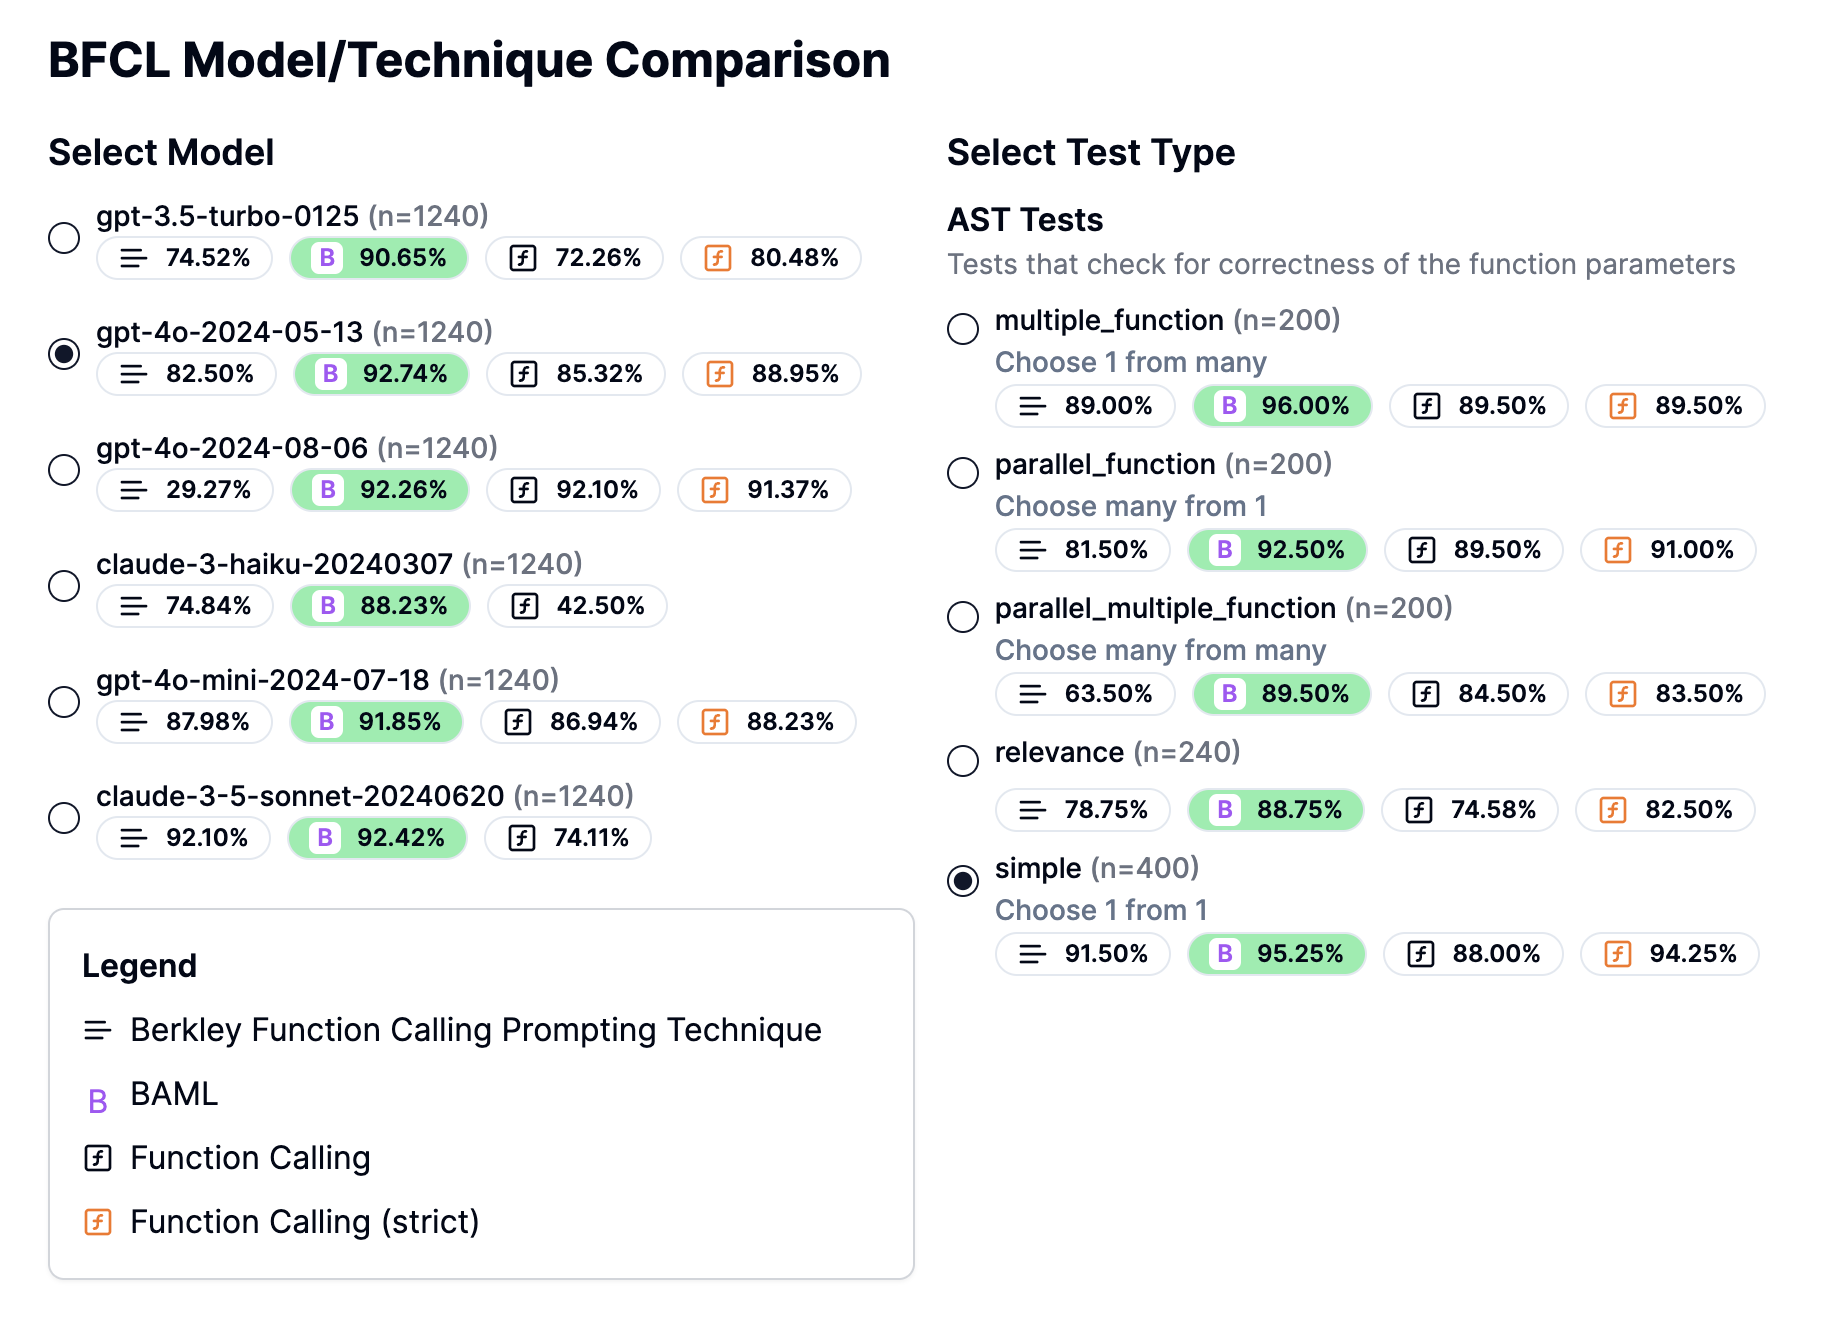 BFCL Model/Technique Comparison
Select Model
gpt-3.5-turbo-0125 (n=1240)
74.52% B 90.65% f 72.26% f 80.48%
gpt-4o-2024-05-13 (n=1240)
82.50% B 92.74% f 85.32% f 88.95%
gpt-4o-2024-08-06 (n=1240)
29.27% B 92.26% f 92.10% f 91.37%
claude-3-haiku-20240307 (n=1240)
74.84% B 88.23% f 42.50%
gpt-4o-mini-2024-07-18 (n=1240)
87.98% B 91.85% f 86.94% f 88.23%
claude-3-5-sonnet-20240620 (n=1240)
92.10% B 92.42% f 74.11%
Legend
Berkley Function Calling Prompting Technique
B BAML
f Function Calling
f Function Calling (strict)
Select Test Type
AST Tests
Tests that check for correctness of the function parameters
multiple_function (n=200)
Choose 1 from many
89.00% B 96.00% f 89.50% f 89.50%
parallel_function (n=200)
Choose many from 1
81.50% B 92.50% f 89.50% f 91.00%
parallel_multiple_function (n=200)
Choose many from many
63.50% B 89.50% f 84.50% f 83.50%
relevance (n=240)
78.75% B 88.75% f 74.58% f 82.50%
simple (n=400)
Choose 1 from 1
91.50% B 95.25% f 88.00% f 94.25%